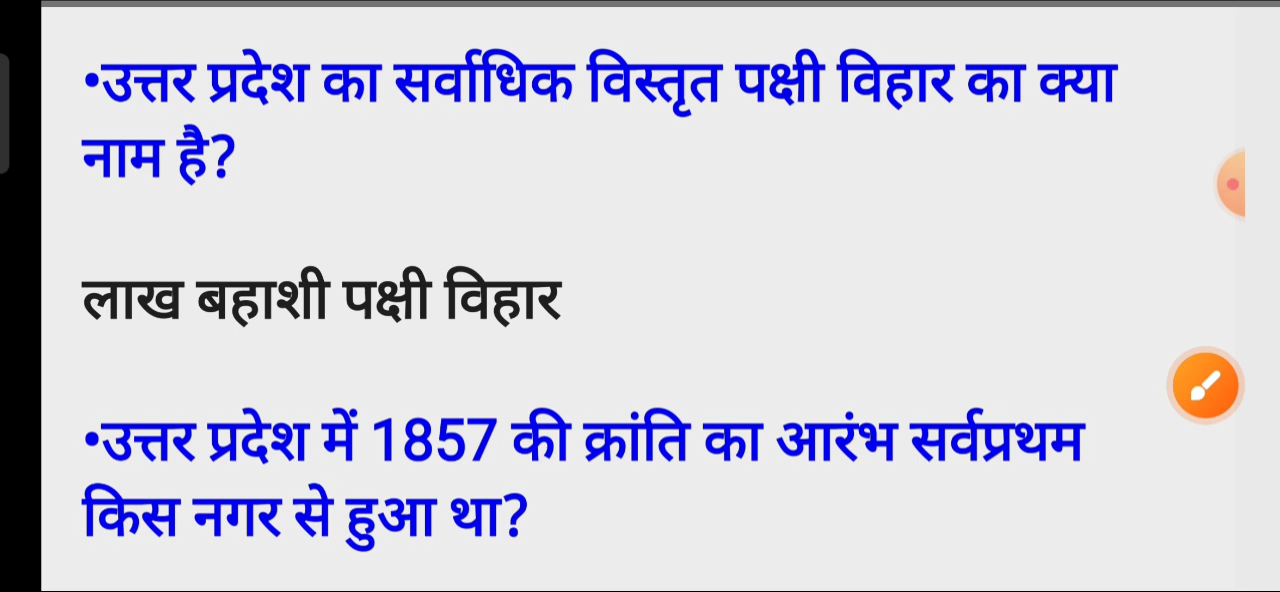 •उत्तर प्रदेश का सर्वाधिक विस्तृत पक्षी विहार का क्या
नाम है?
लाख बहाशी पक्षी विहार
•उत्तर प्रदेश में 1857 की क्रांति का आरंभ सर्वप्रथम
किस नगर से हुआ था?